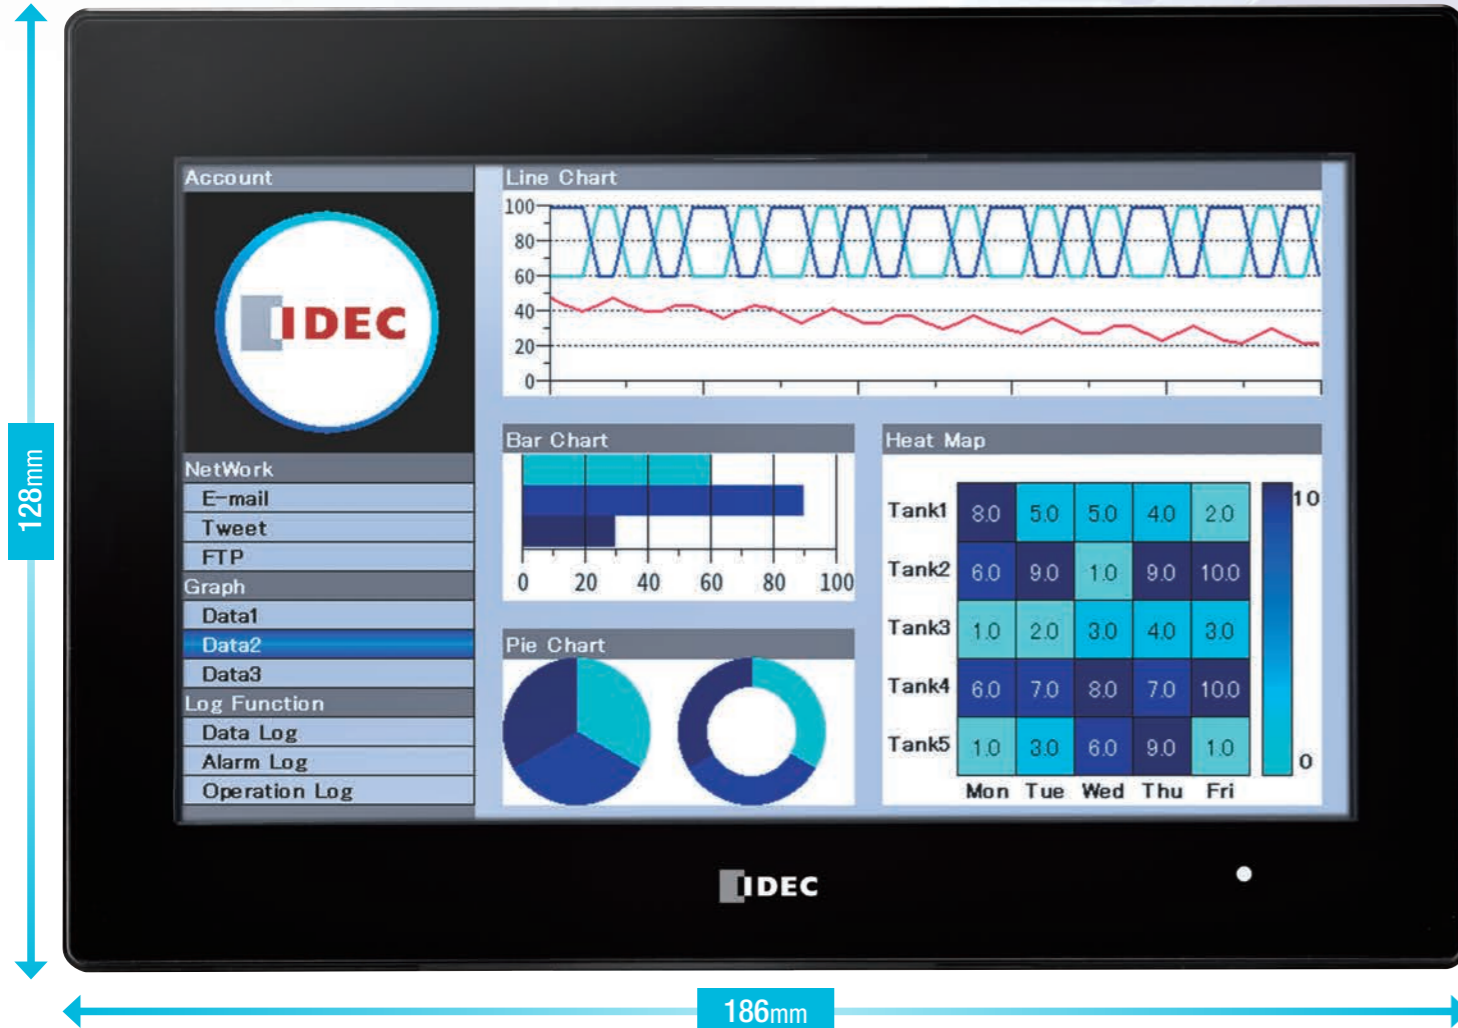 Account
IDEC
NetWork
E-mail
Tweet
FTP
Graph
Data1
Data2
Data3
Log Function
Data Log
Alarm Log
Operation Log
Line Chart
100
80
60
40
20
0
Bar Chart
0 20 40 60 80 100
Pie Chart
Heat Map
Tank1 8.0 5.0 5.0 4.0 2.0
Tank2 6.0 9.0 1.0 9.0 10.0
Tank3 1.0 2.0 3.0 4.0 3.0
Tank4 6.0 7.0 8.0 7.0 10.0
Tank5 1.0 3.0 6.0 9.0 1.0
Mon Tue Wed Thu Fri
10
0
IDEC
128mm
186mm